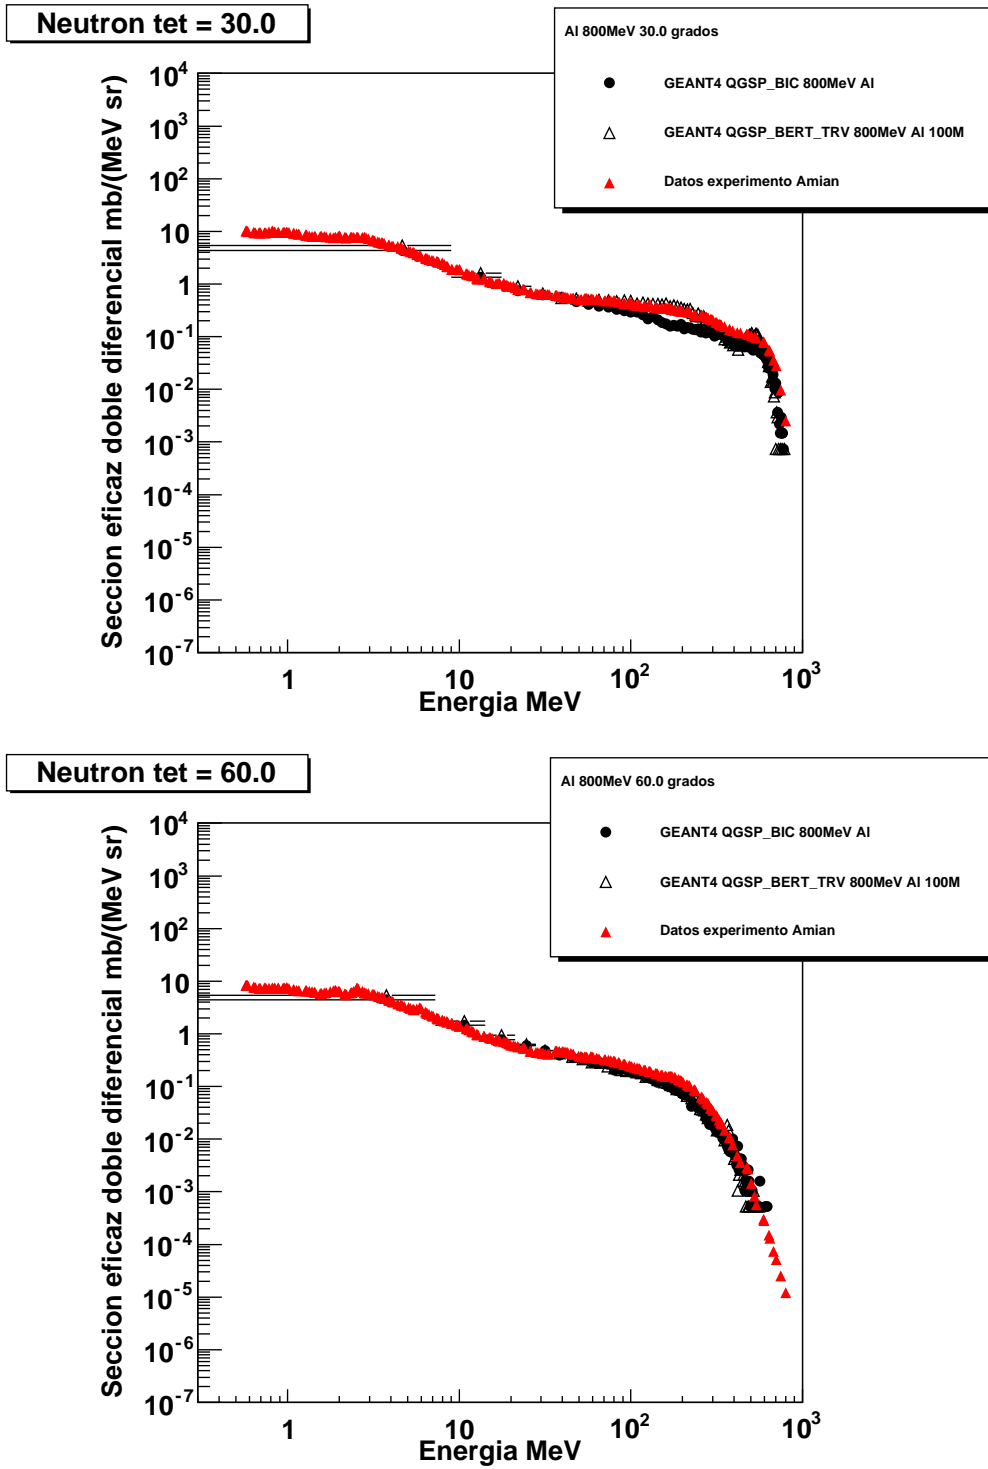 Neutron tet = 30.0
Al 800MeV 30.0 grados
GEANT4 QGSP_BIC 800MeV Al
GEANT4 QGSP_BERT_TRV 800MeV Al 100M
Datos experimento Amian
Seccion eficaz doble diferencial mb/(MeV sr)
10^4
10^3
10^2
10
1
10^-1
10^-2
10^-3
10^-4
10^-5
10^-6
10^-7
1
10
10^2
10^3
Energia MeV
Neutron tet = 60.0
Al 800MeV 60.0 grados
GEANT4 QGSP_BIC 800MeV Al
GEANT4 QGSP_BERT_TRV 800MeV Al 100M
Datos experimento Amian
Seccion eficaz doble diferencial mb/(MeV sr)
10^4
10^3
10^2
10
1
10^-1
10^-2
10^-3
10^-4
10^-5
10^-6
10^-7
1
10
10^2
10^3
Energia MeV